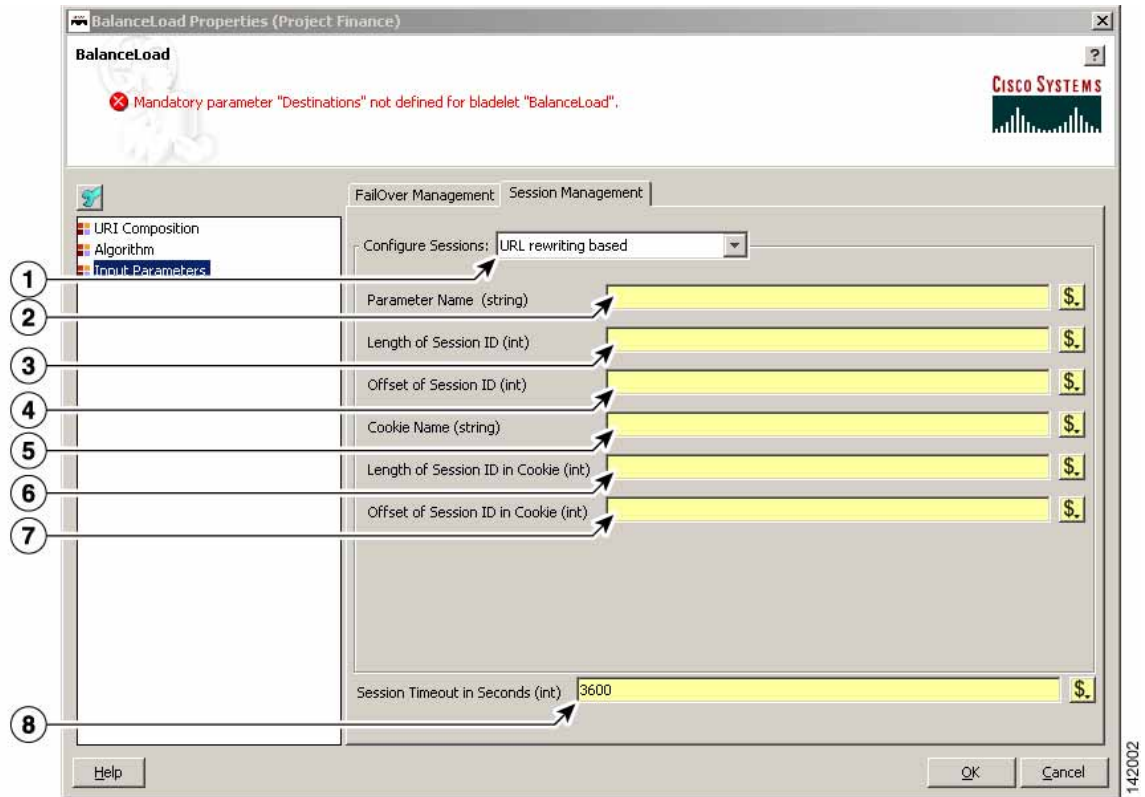 BalanceLoad Properties (Project Finance)
BalanceLoad
?
CISCO SYSTEMS
Mandatory parameter "Destinations" not defined for bladelet "BalanceLoad".
FailOver Management
Session Management
URI Composition
Algorithm
Input Parameters
Configure Sessions: URL rewriting based
1
Parameter Name (string) $
2
Length of Session ID (int) $
3
Offset of Session ID (int) $
4
Cookie Name (string) $
5
Length of Session ID in Cookie (int) $
6
Offset of Session ID in Cookie (int) $
7
Session Timeout in Seconds (int) 3600 $
8
Help
OK
Cancel
142002